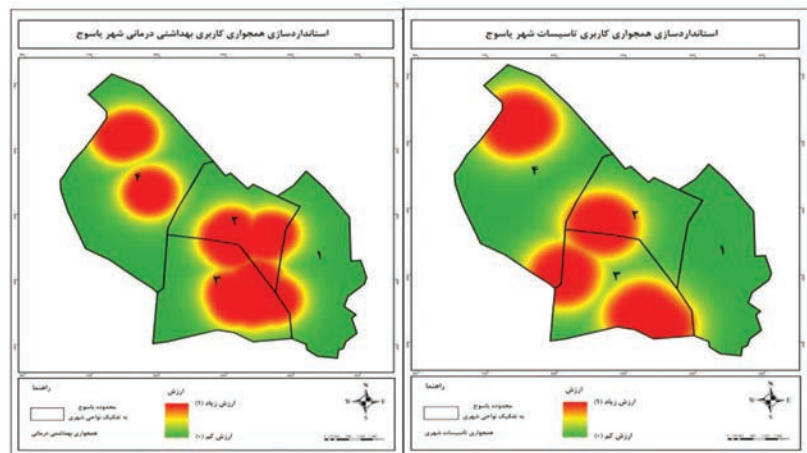 استانداردسازی همجواری کاربری تاسیسات شهر یاسوج
۴
۲
۳
۱
راهنما
محدوده یاسوج
به تفکیک نواحی شهری
همجواری تاسیسات شهری
ارزش
ارزش زیاد (۱)
ارزش کم (۰)
N
W
E
S
استانداردسازی همجواری کاربری بهداشتی درمانی شهر یاسوج
۴
۲
۳
۱
راهنما
محدوده یاسوج
به تفکیک نواحی شهری
همجواری بهداشتی درمانی
ارزش
ارزش زیاد (۱)
ارزش کم (۰)
N
W
E
S